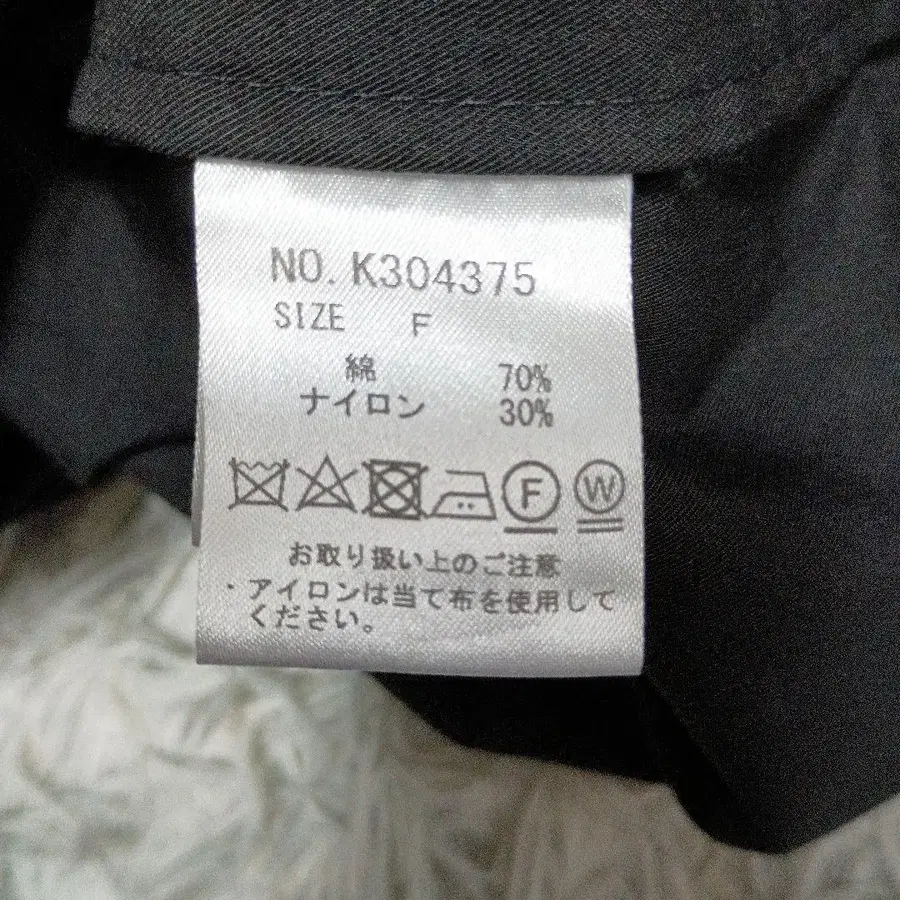 NO. K304375
SIZE F
綿 70%
ナイロン 30%
F W
お取り扱い上のご注意
・アイロンは当て布を使用して
ください。